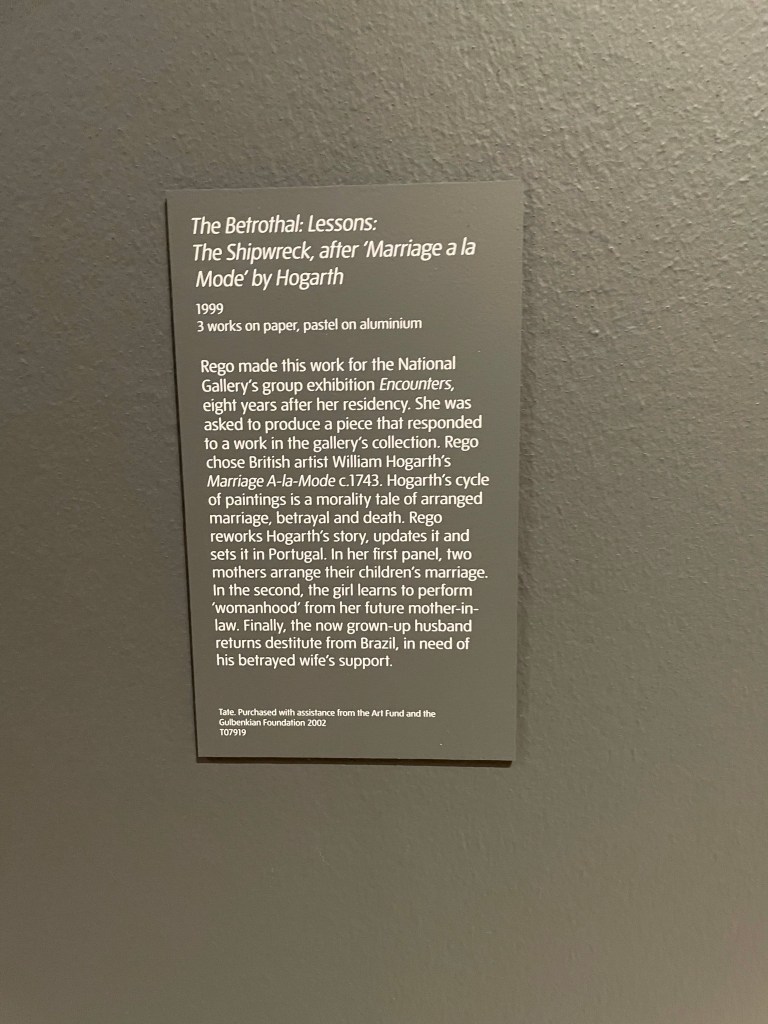 The Betrothal: Lessons:
The Shipwreck, after ‘Marriage a la
Mode’ by Hogarth
1999
3 works on paper, pastel on aluminium
Rego made this work for the National
Gallery’s group exhibition Encounters,
eight years after her residency. She was
asked to produce a piece that responded
to a work in the gallery’s collection. Rego
chose British artist William Hogarth’s
Marriage A-la-Mode c.1743. Hogarth’s cycle
of paintings is a morality tale of arranged
marriage, betrayal and death. Rego
reworks Hogarth’s story, updates it and
sets it in Portugal. In her first panel, two
mothers arrange their children’s marriage.
In the second, the girl learns to perform
‘womanhood’ from her future mother-in-
law. Finally, the now grown-up husband
returns destitute from Brazil, in need of
his betrayed wife’s support.
Tate. Purchased with assistance from the Art Fund and the
Gulbenkian Foundation 2002
T07919